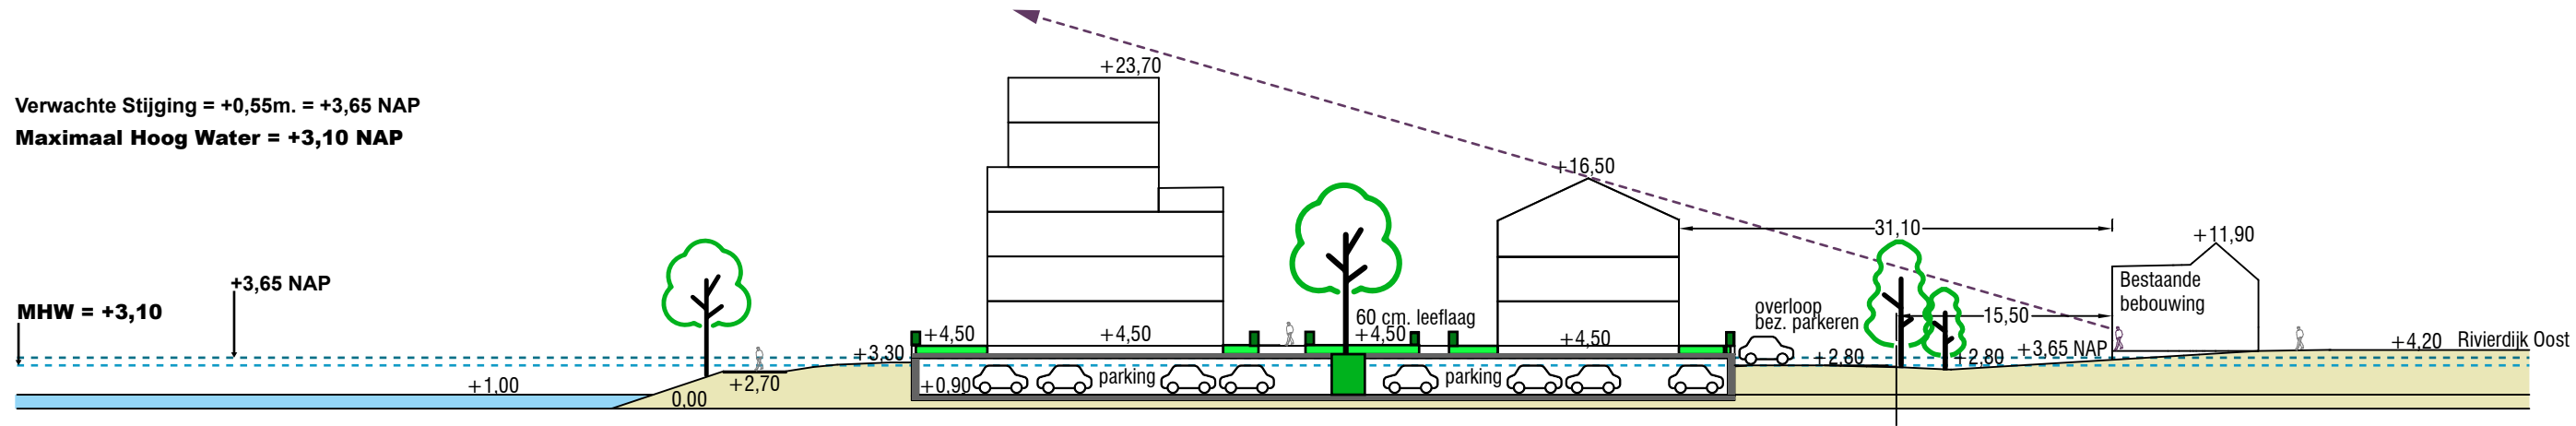 +23,70
Verwachte Stijging = +0,55m. = +3,65 NAP
Maximaal Hoog Water = +3,10 NAP
+16,50
31,10
+11,90
Bestaande
bebouwing
+3,65 NAP
MHW = +3,10
overloop
bez. parkeren
15,50
60 cm. leeflaag
+4,50
+4,50
+4,50
+4,50
+4,20 Rivierdijk Oost
+3,30
+2,80
+2,80
+3,65 NAP
+1,00
0,00
+2,70
+0,90
parking
parking